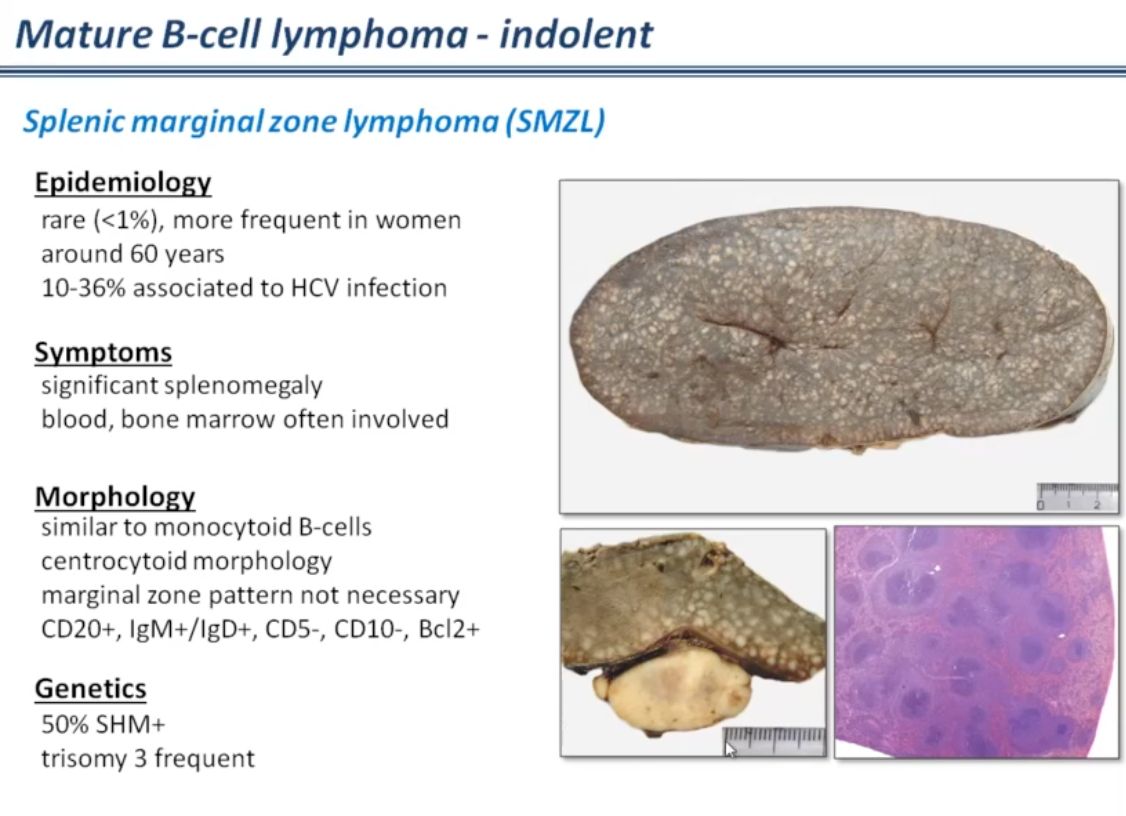 Mature B-cell lymphoma - indolent
Splenic marginal zone lymphoma (SMZL)
Epidemiology
rare (<1%), more frequent in women
around 60 years
10-36% associated to HCV infection
Symptoms
significant splenomegaly
blood, bone marrow often involved
Morphology
similar to monocytoid B-cells
centrocytoid morphology
marginal zone pattern not necessary
CD20+, IgM+/IgD+, CD5-, CD10-, Bcl2+
Genetics
50% SHM+
trisomy 3 frequent
0 1 2